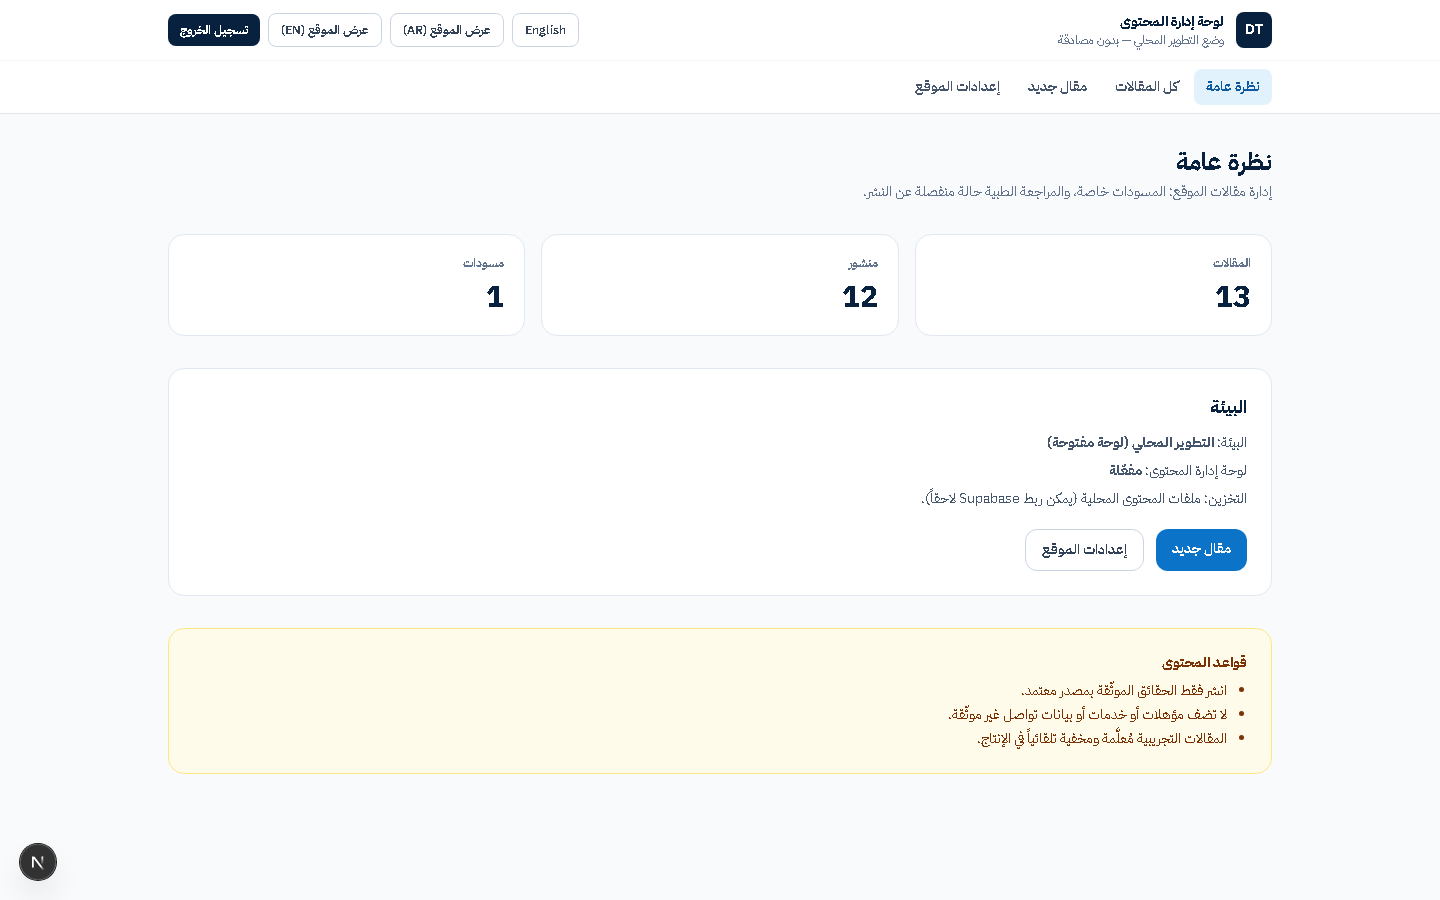 DT
لوحة إدارة المحتوى
وضع التطوير المحلي — بدون مصادقة
English
عرض الموقع (AR)
عرض الموقع (EN)
تسجيل الخروج
نظرة عامة
كل المقالات
مقال جديد
إعدادات الموقع
نظرة عامة
إدارة مقالات الموقع: المسودات خاصة، والمراجعة الطبية حالة منفصلة عن النشر.
المقالات
13
منشور
12
مسودات
1
البيئة
البيئة: التطوير المحلي (لوحة مفتوحة)
لوحة إدارة المحتوى: مفعّلة
التخزين: ملفات المحتوى المحلية (يمكن ربط Supabase لاحقاً).
مقال جديد
إعدادات الموقع
قواعد المحتوى
• انشر فقط الحقائق الموثّقة بمصدر معتمد.
• لا تضف مؤهلات أو خدمات أو بيانات تواصل غير موثّقة.
• المقالات التجريبية مُعلَّمة ومخفية تلقائياً في الإنتاج.
N